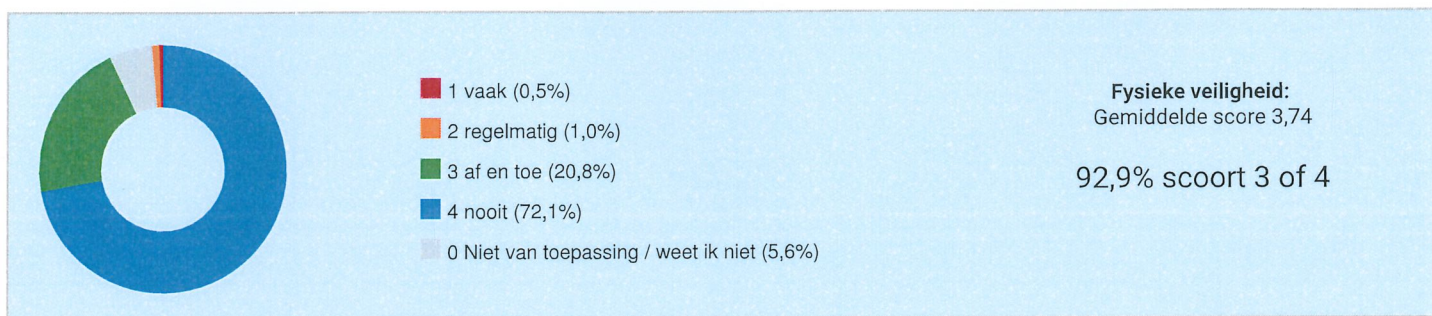 1 vaak (0,5%)
2 regelmatig (1,0%)
3 af en toe (20,8%)
4 nooit (72,1%)
0 Niet van toepassing / weet ik niet (5,6%)
Fysieke veiligheid:
Gemiddelde score 3,74
92,9% scoort 3 of 4